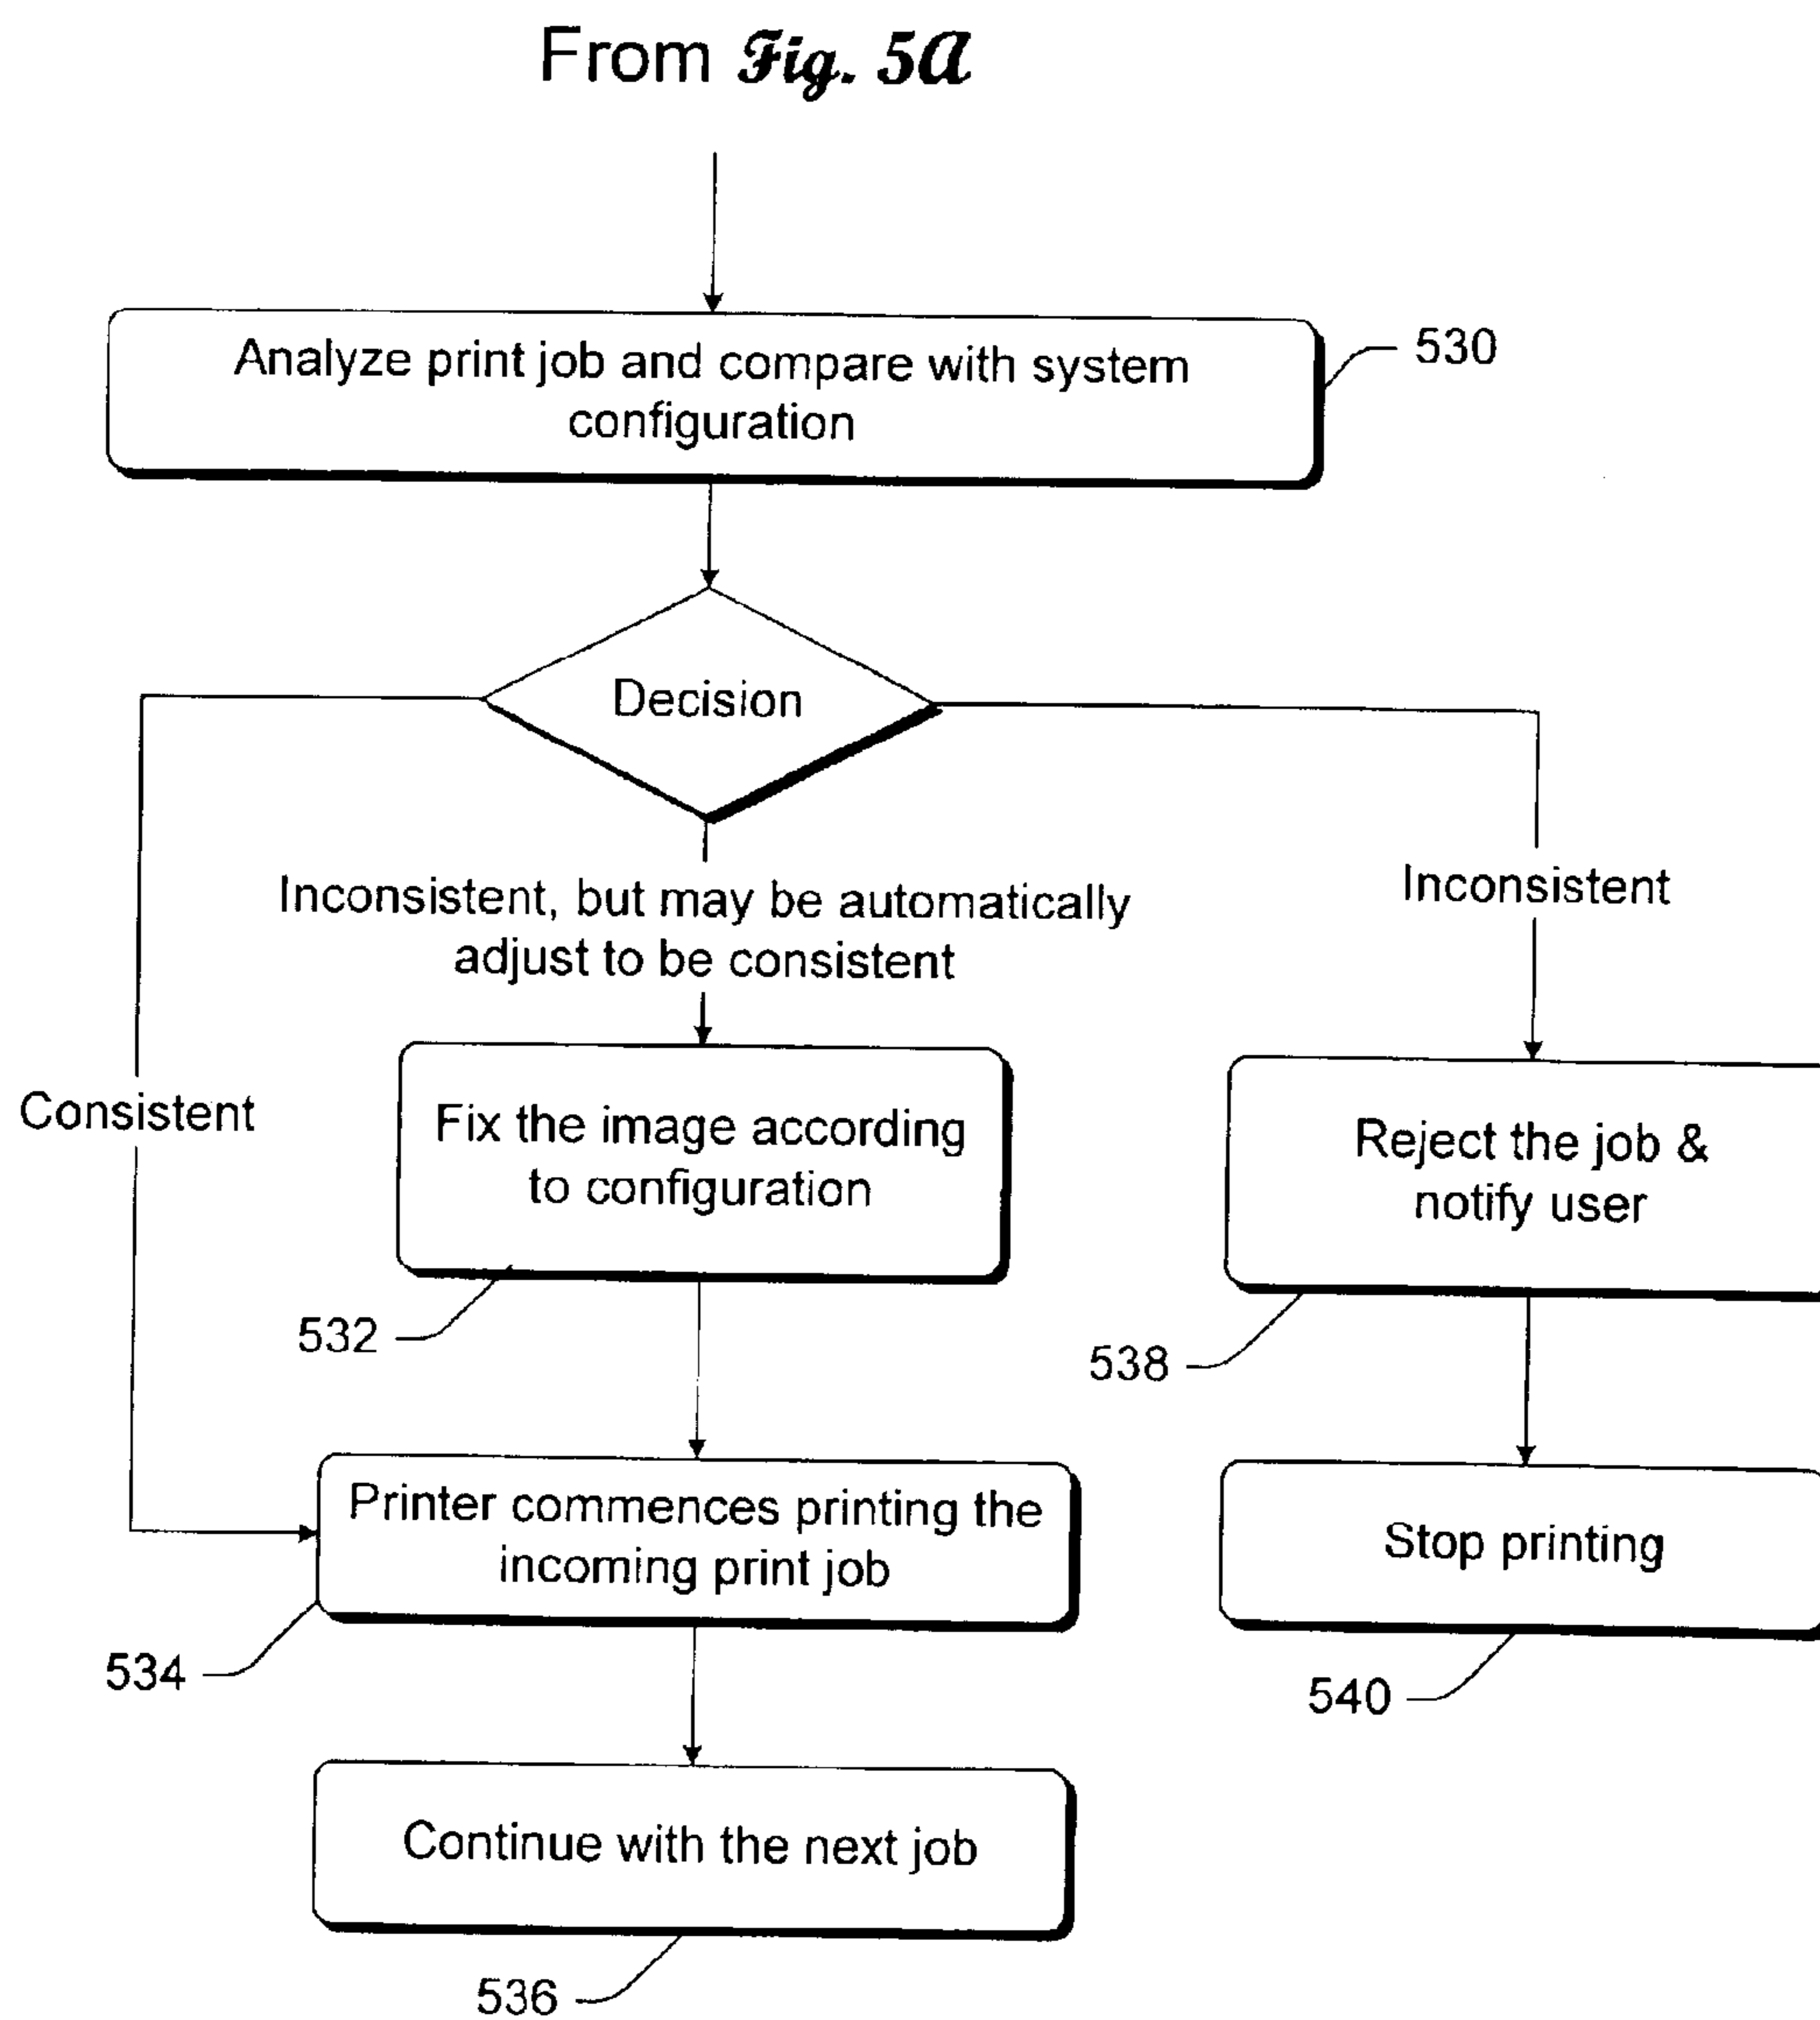 From Fig. 5A
Analyze print job and compare with system
configuration
530
Decision
Inconsistent, but may be automatically
adjust to be consistent
Inconsistent
Consistent
Fix the image according
to configuration
532
Reject the job &
notify user
538
Printer commences printing the
incoming print job
534
Stop printing
540
Continue with the next job
536